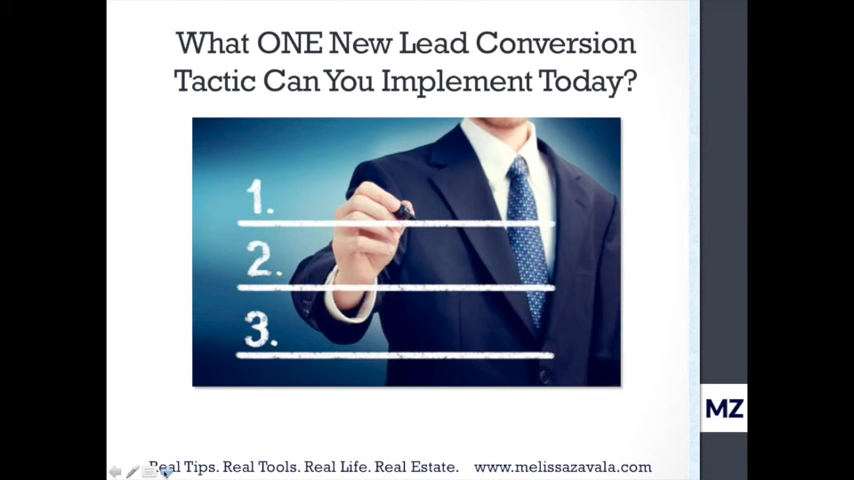 What ONE New Lead Conversion
Tactic Can You Implement Today?
1.
2.
3.
MZ
Real Tips. Real Tools. Real Life. Real Estate. www.melissazavala.com